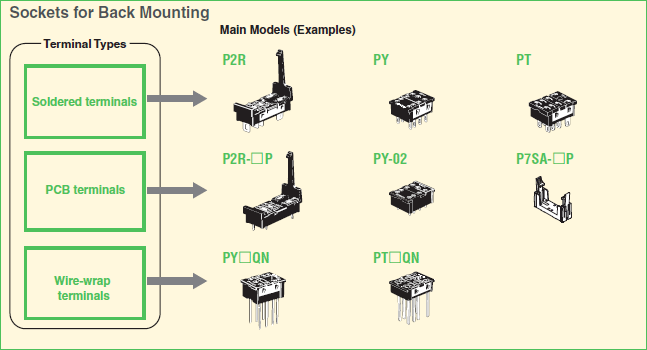 Sockets for Back Mounting
Main Models (Examples)
Terminal Types
P2R
PY
PT
Soldered terminals
P2R-□P
PY-02
P7SA-□P
PCB terminals
PY□QN
PT□QN
Wire-wrap
terminals